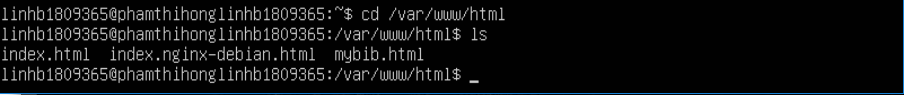 linhb1809365@phamthihonglinhb1809365:~$ cd /var/www/html
linhb1809365@phamthihonglinhb1809365:/var/www/html$ ls
index.html  index.nginx-debian.html  mybib.html
linhb1809365@phamthihonglinhb1809365:/var/www/html$ _